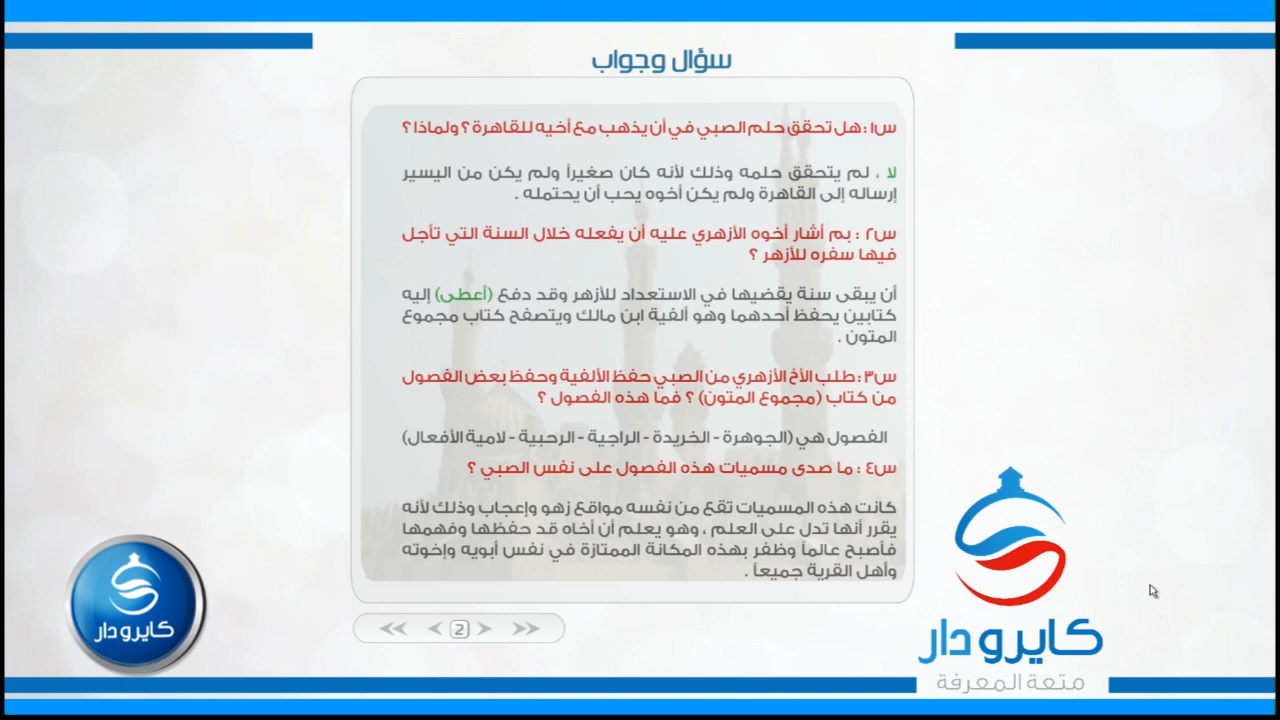 سؤال وجواب
س١ : هل تحقق حلم الصبي في أن يذهب مع أخيه للقاهرة ؟ ولماذا ؟
لا ، لم يتحقق حلمه وذلك لأنه كان صغيراً ولم يكن من اليسير
إرساله إلى القاهرة ولم يكن أخوه يحب أن يحتمله .
س٢ : بم أشار أخوه الأزهري عليه أن يفعله خلال السنة التي تأجل
فيها سفره للأزهر ؟
أن يبقى سنة يقضيها في الاستعداد للأزهر وقد دفع (أعطى) إليه
كتابين يحفظ أحدهما وهو ألفية ابن مالك ويتصفح كتاب مجموع
المتون .
س٣ : طلب الأخ الأزهري من الصبي حفظ الألفية وحفظ بعض الفصول
من كتاب (مجموع المتون) ؟ فما هذه الفصول ؟
الفصول هي (الجوهرة - الخريدة - الراجية - الرحبية - لامية الأفعال)
س٤ : ما صدى مسميات هذه الفصول على نفس الصبي ؟
كانت هذه المسميات تقع من نفسه مواقع زهو وإعجاب وذلك لأنه
يقرر أنها تدل على العلم ، وهو يعلم أن أخاه قد حفظها وفهمها
فأصبح عالماً وظفر بهذه المكانة الممتازة في نفس أبويه وإخوته
وأهل القرية جميعاً .
2
كايرو دار
كايرو دار
متعة المعرفة